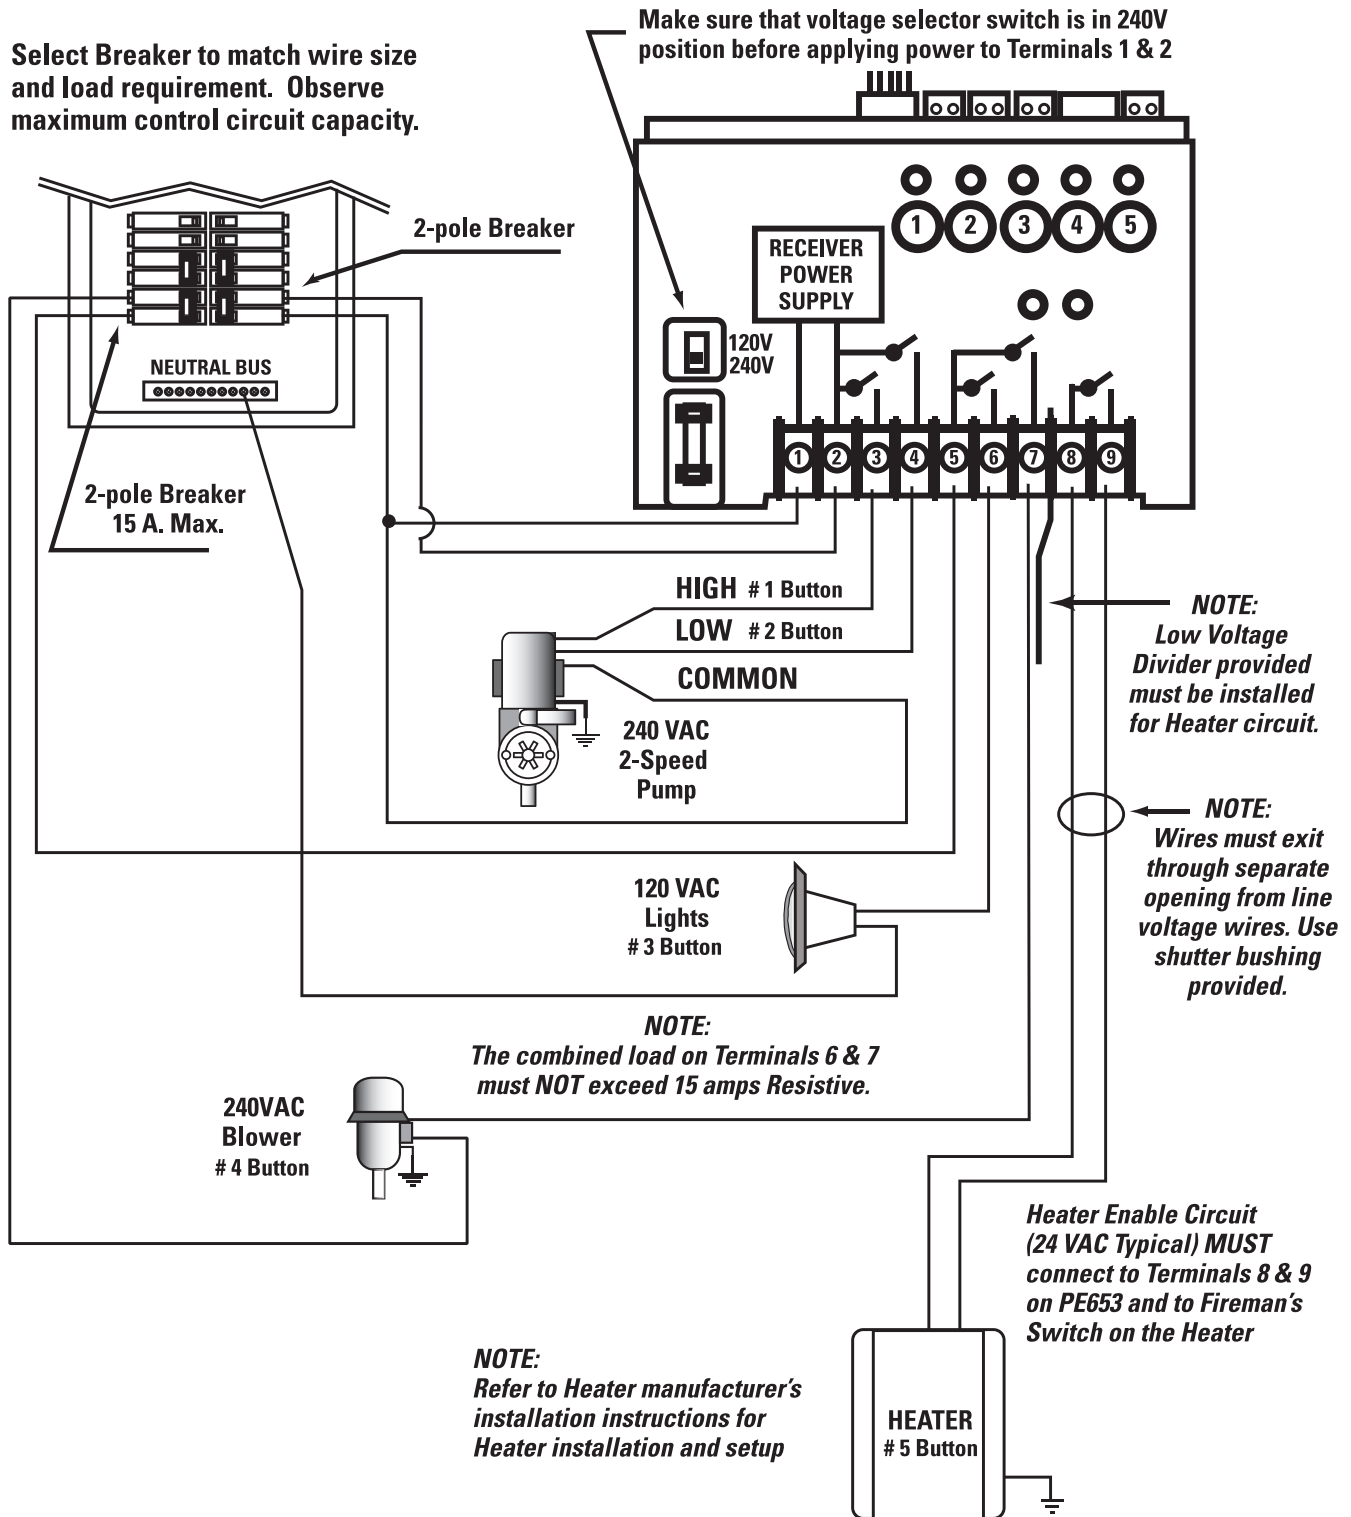 Make sure that voltage selector switch is in 240V
position before applying power to Terminals 1 & 2
Select Breaker to match wire size
and load requirement. Observe
maximum control circuit capacity.
2-pole Breaker
NEUTRAL BUS
2-pole Breaker
15 A. Max.
1 2 3 4 5
RECEIVER
POWER
SUPPLY
120V
240V
1 2 3 4 5 6 7 8 9
HIGH # 1 Button
LOW # 2 Button
COMMON
240 VAC
2-Speed
Pump
NOTE:
Low Voltage
Divider provided
must be installed
for Heater circuit.
NOTE:
Wires must exit
through separate
opening from line
voltage wires. Use
shutter bushing
provided.
120 VAC
Lights
# 3 Button
NOTE:
The combined load on Terminals 6 & 7
must NOT exceed 15 amps Resistive.
240VAC
Blower
# 4 Button
Heater Enable Circuit
(24 VAC Typical) MUST
connect to Terminals 8 & 9
on PE653 and to Fireman's
Switch on the Heater
NOTE:
Refer to Heater manufacturer's
installation instructions for
Heater installation and setup
HEATER
# 5 Button